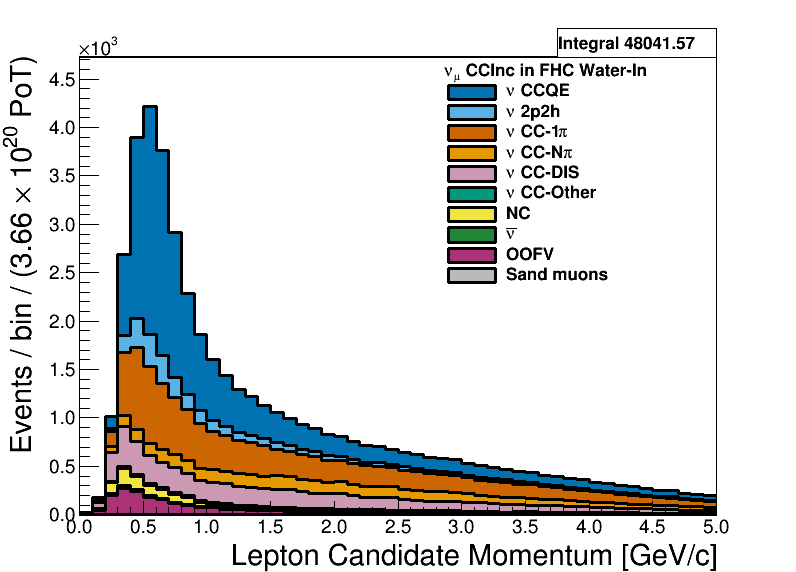 Integral 48041.57
×10³
ν_μ CCInc in FHC Water-In
ν CCQE
ν 2p2h
ν CC-1π
ν CC-Nπ
ν CC-DIS
ν CC-Other
NC
ν̅
OOFV
Sand muons
Events / bin / (3.66 × 10²⁰ PoT)
4.5
4.0
3.5
3.0
2.5
2.0
1.5
1.0
0.5
0.0
0.0 0.5 1.0 1.5 2.0 2.5 3.0 3.5 4.0 4.5 5.0
Lepton Candidate Momentum [GeV/c]